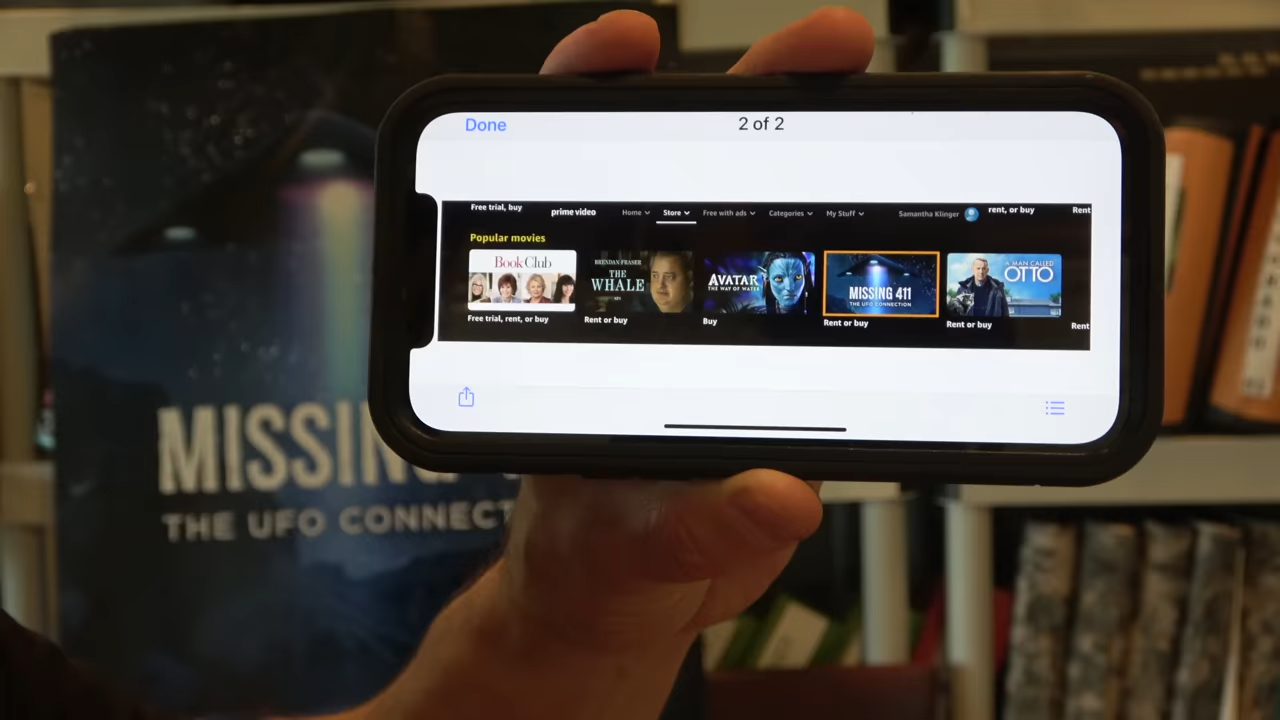 Done
2 of 2
Free trial, buy
prime video
Home
Store
Free with ads
Categories
My Stuff
Samantha Klinger
rent, or buy
Rent
Popular movies
Book Club
BRENDAN FRASER
THE
WHALE
AVATAR
THE WAY OF WATER
MISSING 411
THE UFO CONNECTION
A MAN CALLED
OTTO
Free trial, rent, or buy
Rent or buy
Buy
Rent or buy
Rent or buy
Rent
MISSING
THE UFO CONNECT